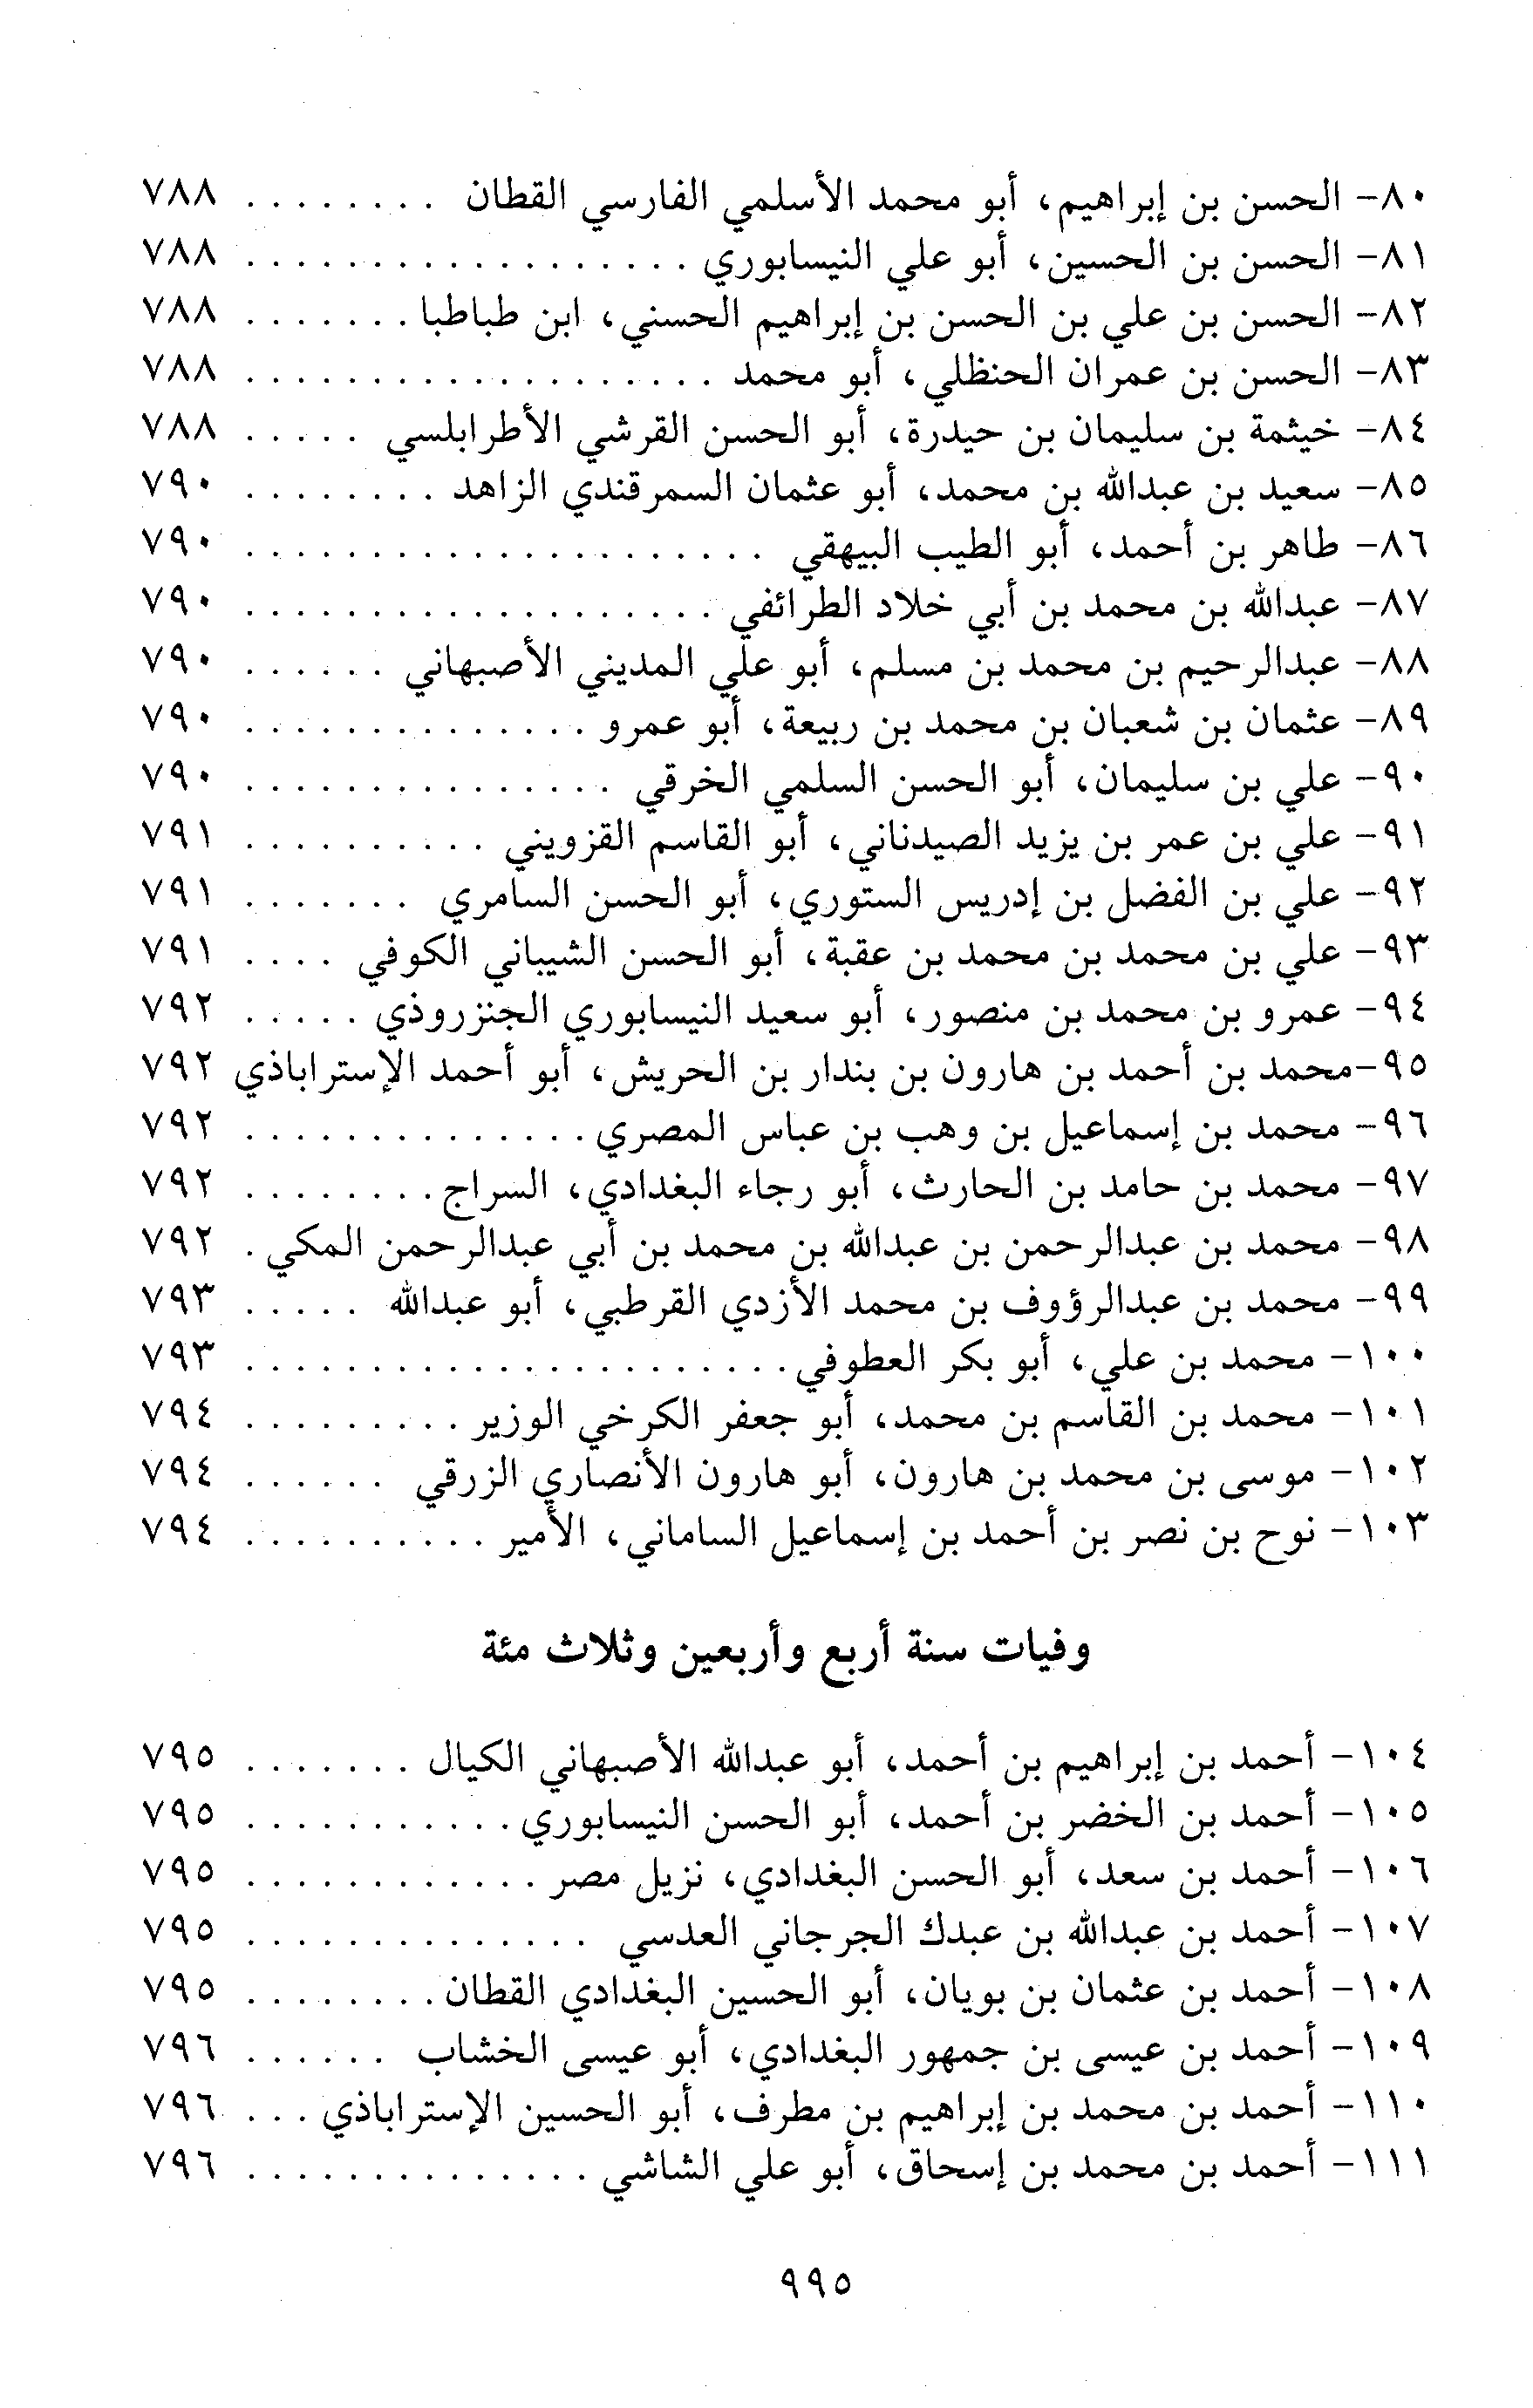 ٨٠- الحسن بن إبراهيم، أبو محمد الأسلمي الفارسي القطان ........ ٧٨٨
٨١- الحسن بن الحسين، أبو علي النيسابوري .................. ٧٨٨
٨٢- الحسن بن علي بن الحسن بن إبراهيم الحسني، ابن طباطبا ....... ٧٨٨
٨٣- الحسن بن عمران الحنظلي، أبو محمد ................... ٧٨٨
٨٤- خيثمة بن سليمان بن حيدرة، أبو الحسن القرشي الأطرابلسي ..... ٧٨٨
٨٥- سعيد بن عبدالله بن محمد، أبو عثمان السمرقندي الزاهد ........ ٧٩٠
٨٦- طاهر بن أحمد، أبو الطيب البيهقي ..................... ٧٩٠
٨٧- عبدالله بن محمد بن أبي خلاد الطرائفي ................... ٧٩٠
٨٨- عبدالرحيم بن محمد بن مسلم، أبو علي المديني الأصبهاني ...... ٧٩٠
٨٩- عثمان بن شعبان بن محمد بن ربيعة، أبو عمرو .............. ٧٩٠
٩٠- علي بن سليمان، أبو الحسن السلمي الخرقي ............... ٧٩٠
٩١- علي بن عمر بن يزيد الصيدناني، أبو القاسم القزويني .......... ٧٩١
٩٢- علي بن الفضل بن إدريس الستوري، أبو الحسن السامري ....... ٧٩١
٩٣- علي بن محمد بن محمد بن عقبة، أبو الحسن الشيباني الكوفي .... ٧٩١
٩٤- عمرو بن محمد بن منصور، أبو سعيد النيسابوري الجنزروذي ..... ٧٩٢
٩٥-محمد بن أحمد بن هارون بن بندار بن الحريش، أبو أحمد الإستراباذي ٧٩٢
٩٦- محمد بن إسماعيل بن وهب بن عباس المصري .............. ٧٩٢
٩٧- محمد بن حامد بن الحارث، أبو رجاء البغدادي، السراج ........ ٧٩٢
٩٨- محمد بن عبدالرحمن بن عبدالله بن محمد بن أبي عبدالرحمن المكي . ٧٩٢
٩٩- محمد بن عبدالرؤوف بن محمد الأزدي القرطبي، أبو عبدالله ..... ٧٩٣
١٠٠- محمد بن علي، أبو بكر العطوفي ...................... ٧٩٣
١٠١- محمد بن القاسم بن محمد، أبو جعفر الكرخي الوزير ......... ٧٩٤
١٠٢- موسى بن محمد بن هارون، أبو هارون الأنصاري الزرقي ...... ٧٩٤
١٠٣- نوح بن نصر بن أحمد بن إسماعيل الساماني، الأمير .......... ٧٩٤
وفيات سنة أربع وأربعين وثلاث مئة
١٠٤- أحمد بن إبراهيم بن أحمد، أبو عبدالله الأصبهاني الكيال ....... ٧٩٥
١٠٥- أحمد بن الخضر بن أحمد، أبو الحسن النيسابوري ........... ٧٩٥
١٠٦- أحمد بن سعد، أبو الحسن البغدادي، نزيل مصر ............ ٧٩٥
١٠٧- أحمد بن عبدالله بن عبدك الجرجاني العدسي .............. ٧٩٥
١٠٨- أحمد بن عثمان بن بويان، أبو الحسين البغدادي القطان ........ ٧٩٥
١٠٩- أحمد بن عيسى بن جمهور البغدادي، أبو عيسى الخشاب ...... ٧٩٦
١١٠- أحمد بن محمد بن إبراهيم بن مطرف، أبو الحسين الإستراباذي ... ٧٩٦
١١١- أحمد بن محمد بن إسحاق، أبو علي الشاشي .............. ٧٩٦
٩٩٥